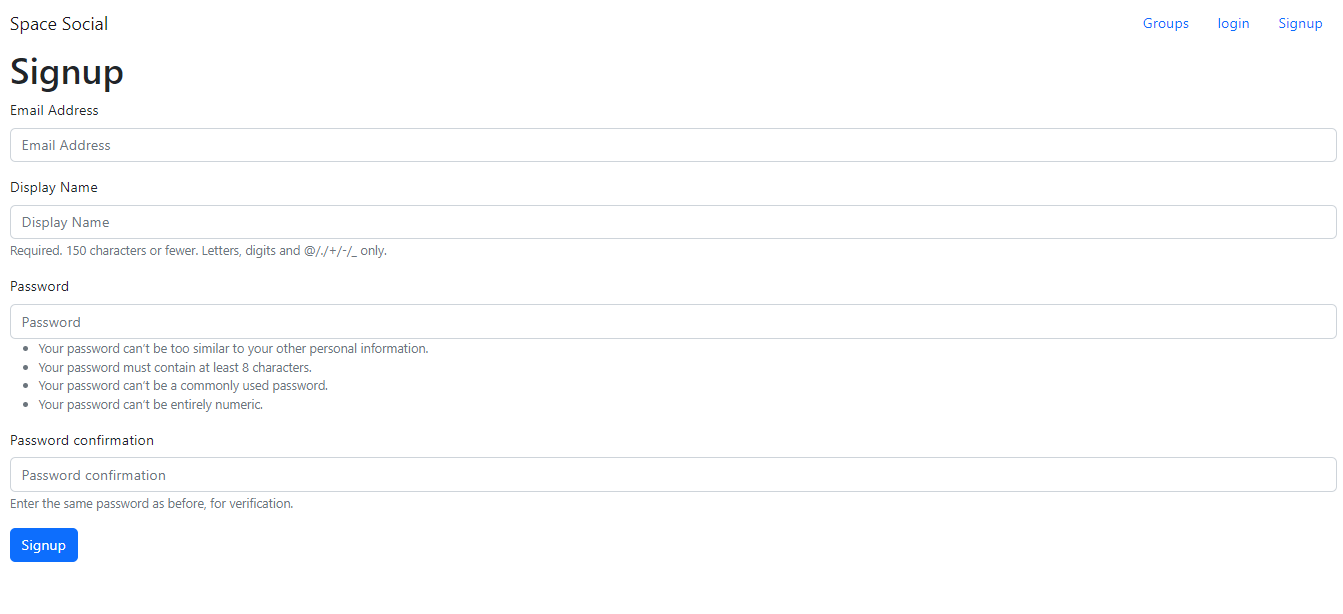 Space Social
Groups login Signup
Signup
Email Address
Email Address
Display Name
Display Name
Required. 150 characters or fewer. Letters, digits and @/./+/-/_ only.
Password
Password
Your password can’t be too similar to your other personal information.
Your password must contain at least 8 characters.
Your password can’t be a commonly used password.
Your password can’t be entirely numeric.
Password confirmation
Password confirmation
Enter the same password as before, for verification.
Signup